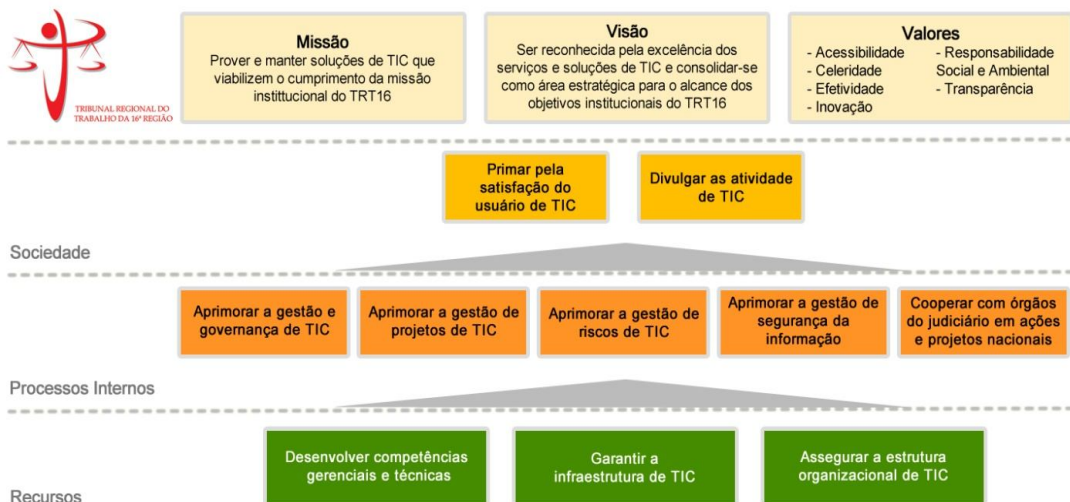 TRIBUNAL REGIONAL DO
TRABALHO DA 16ª REGIÃO
Missão
Prover e manter soluções de TIC que
viabilizem o cumprimento da missão
instittucional do TRT16
Visão
Ser reconhecida pela excelência dos
serviços e soluções de TIC e consolidar-se
como área estratégica para o alcance dos
objetivos institucionais do TRT16
Valores
- Acessibilidade
- Celeridade
- Efetividade
- Inovação
- Responsabilidade
Social e Ambiental
- Transparência
Primar pela
satisfação do
usuário de TIC
Divulgar as atividade
de TIC
Sociedade
Aprimorar a gestão e
governança de TIC
Aprimorar a gestão de
projetos de TIC
Aprimorar a gestão de
riscos de TIC
Aprimorar a gestão de
segurança da
informação
Cooperar com órgãos
do judiciário em ações
e projetos nacionais
Processos Internos
Desenvolver competências
gerenciais e técnicas
Garantir a
infraestrutura de TIC
Assegurar a estrutura
organizacional de TIC
Recursos